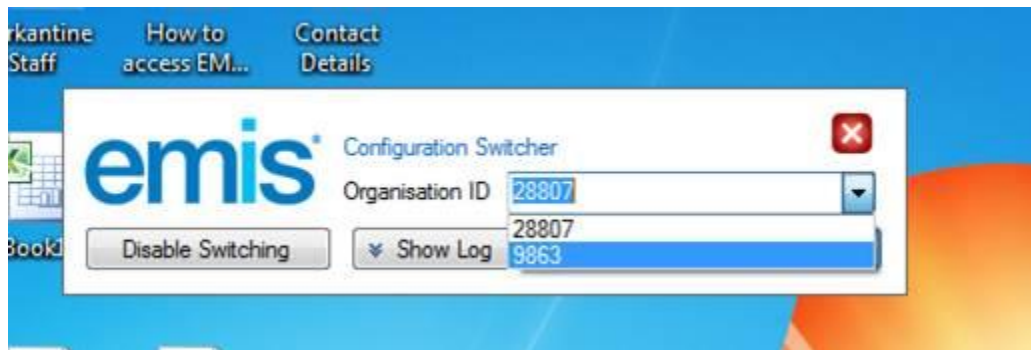 rkantine
Staff
How to
access EM...
Contact
Details
emis
Configuration Switcher
Organisation ID 28807
28807
9863
Disable Switching
Show Log